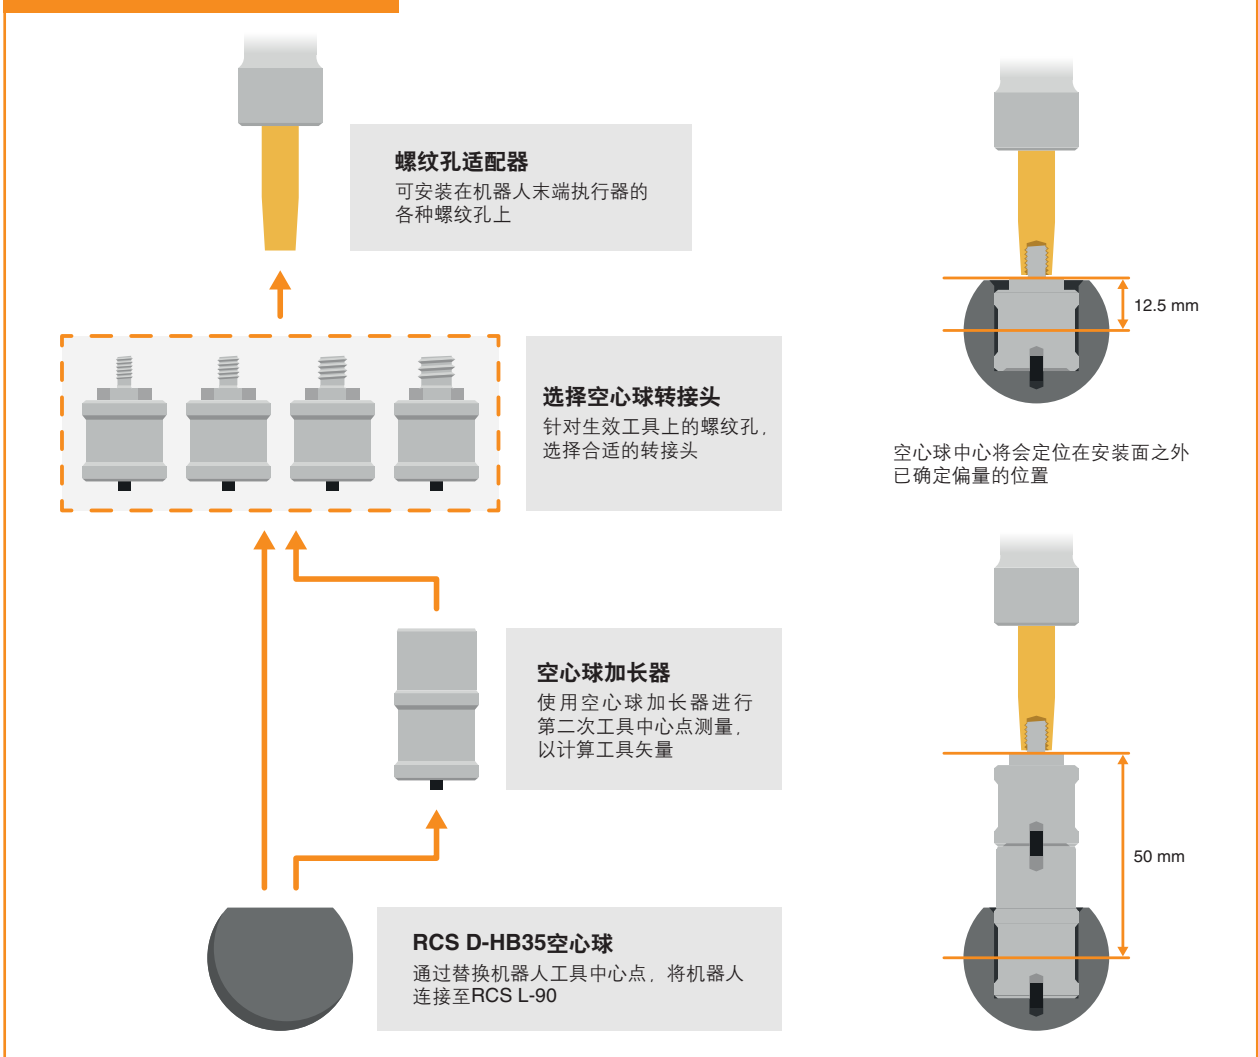 螺纹孔适配器
可安装在机器人末端执行器的
各种螺纹孔上
选择空心球转接头
针对生效工具上的螺纹孔，
选择合适的转接头
空心球加长器
使用空心球加长器进行
第二次工具中心点测量，
以计算工具矢量
RCS D-HB35空心球
通过替换机器人工具中心点，将机器人
连接至RCS L-90
12.5 mm
空心球中心将会定位在安装面之外
已确定偏量的位置
50 mm